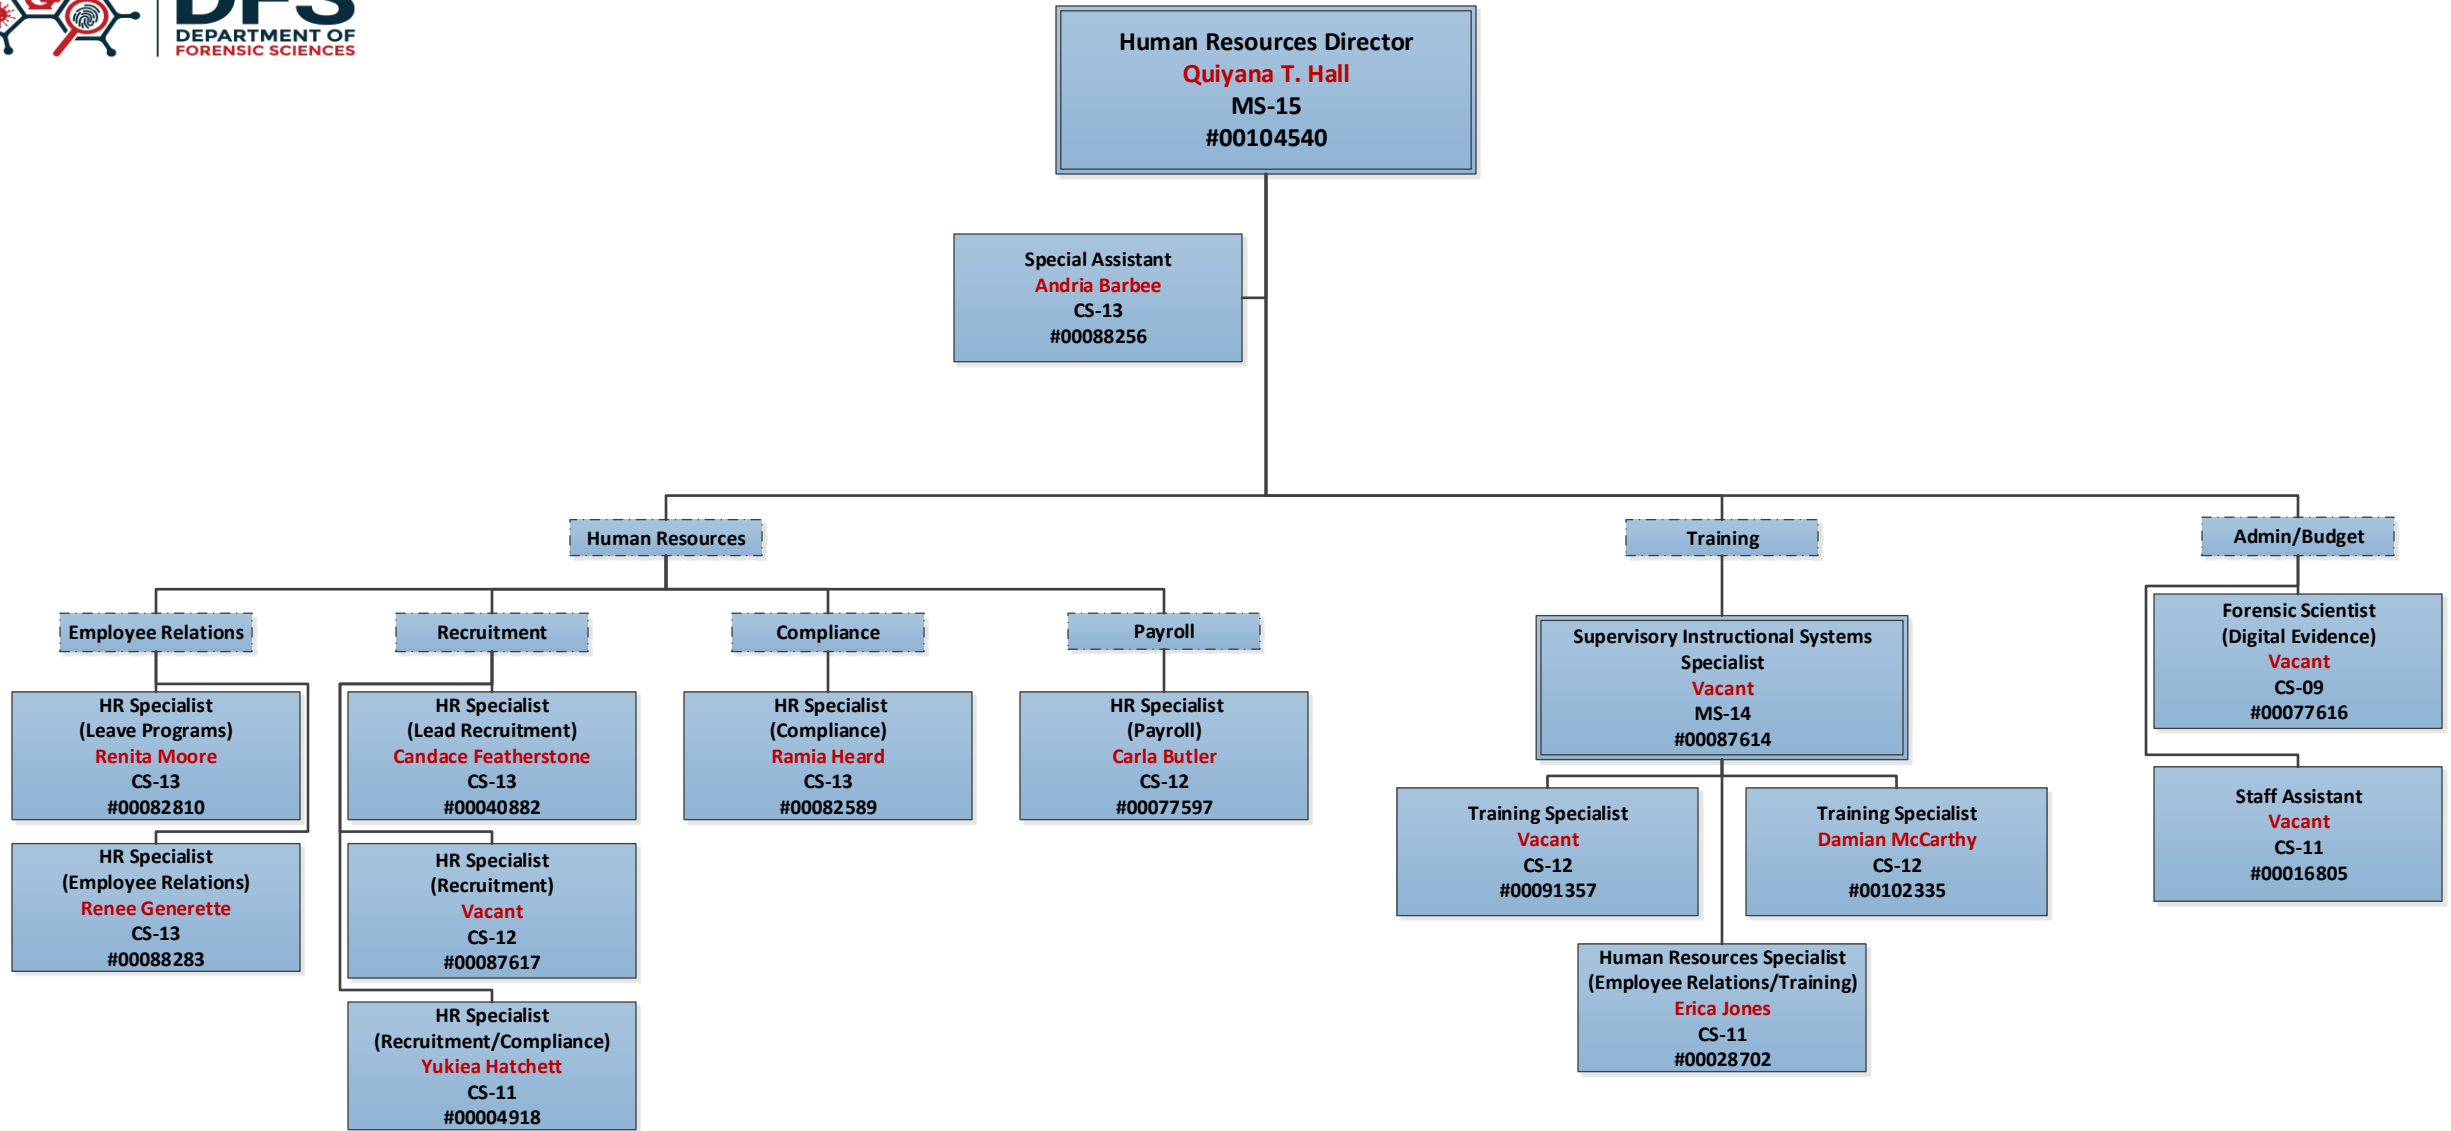 DFS
DEPARTMENT OF
FORENSIC SCIENCES
Human Resources Director
Quiyana T. Hall
MS-15
#00104540
Special Assistant
Andria Barbee
CS-13
#00088256
Human Resources
Training
Admin/Budget
Employee Relations
Recruitment
Compliance
Payroll
HR Specialist
(Leave Programs)
Renita Moore
CS-13
#00082810
HR Specialist
(Employee Relations)
Renee Generette
CS-13
#00088283
HR Specialist
(Lead Recruitment)
Candace Featherstone
CS-13
#00040882
HR Specialist
(Recruitment)
Vacant
CS-12
#00087617
HR Specialist
(Recruitment/Compliance)
Yukiea Hatchett
CS-11
#00004918
HR Specialist
(Compliance)
Ramia Heard
CS-13
#00082589
HR Specialist
(Payroll)
Carla Butler
CS-12
#00077597
Supervisory Instructional Systems
Specialist
Vacant
MS-14
#00087614
Training Specialist
Vacant
CS-12
#00091357
Training Specialist
Damian McCarthy
CS-12
#00102335
Human Resources Specialist
(Employee Relations/Training)
Erica Jones
CS-11
#00028702
Forensic Scientist
(Digital Evidence)
Vacant
CS-09
#00077616
Staff Assistant
Vacant
CS-11
#00016805